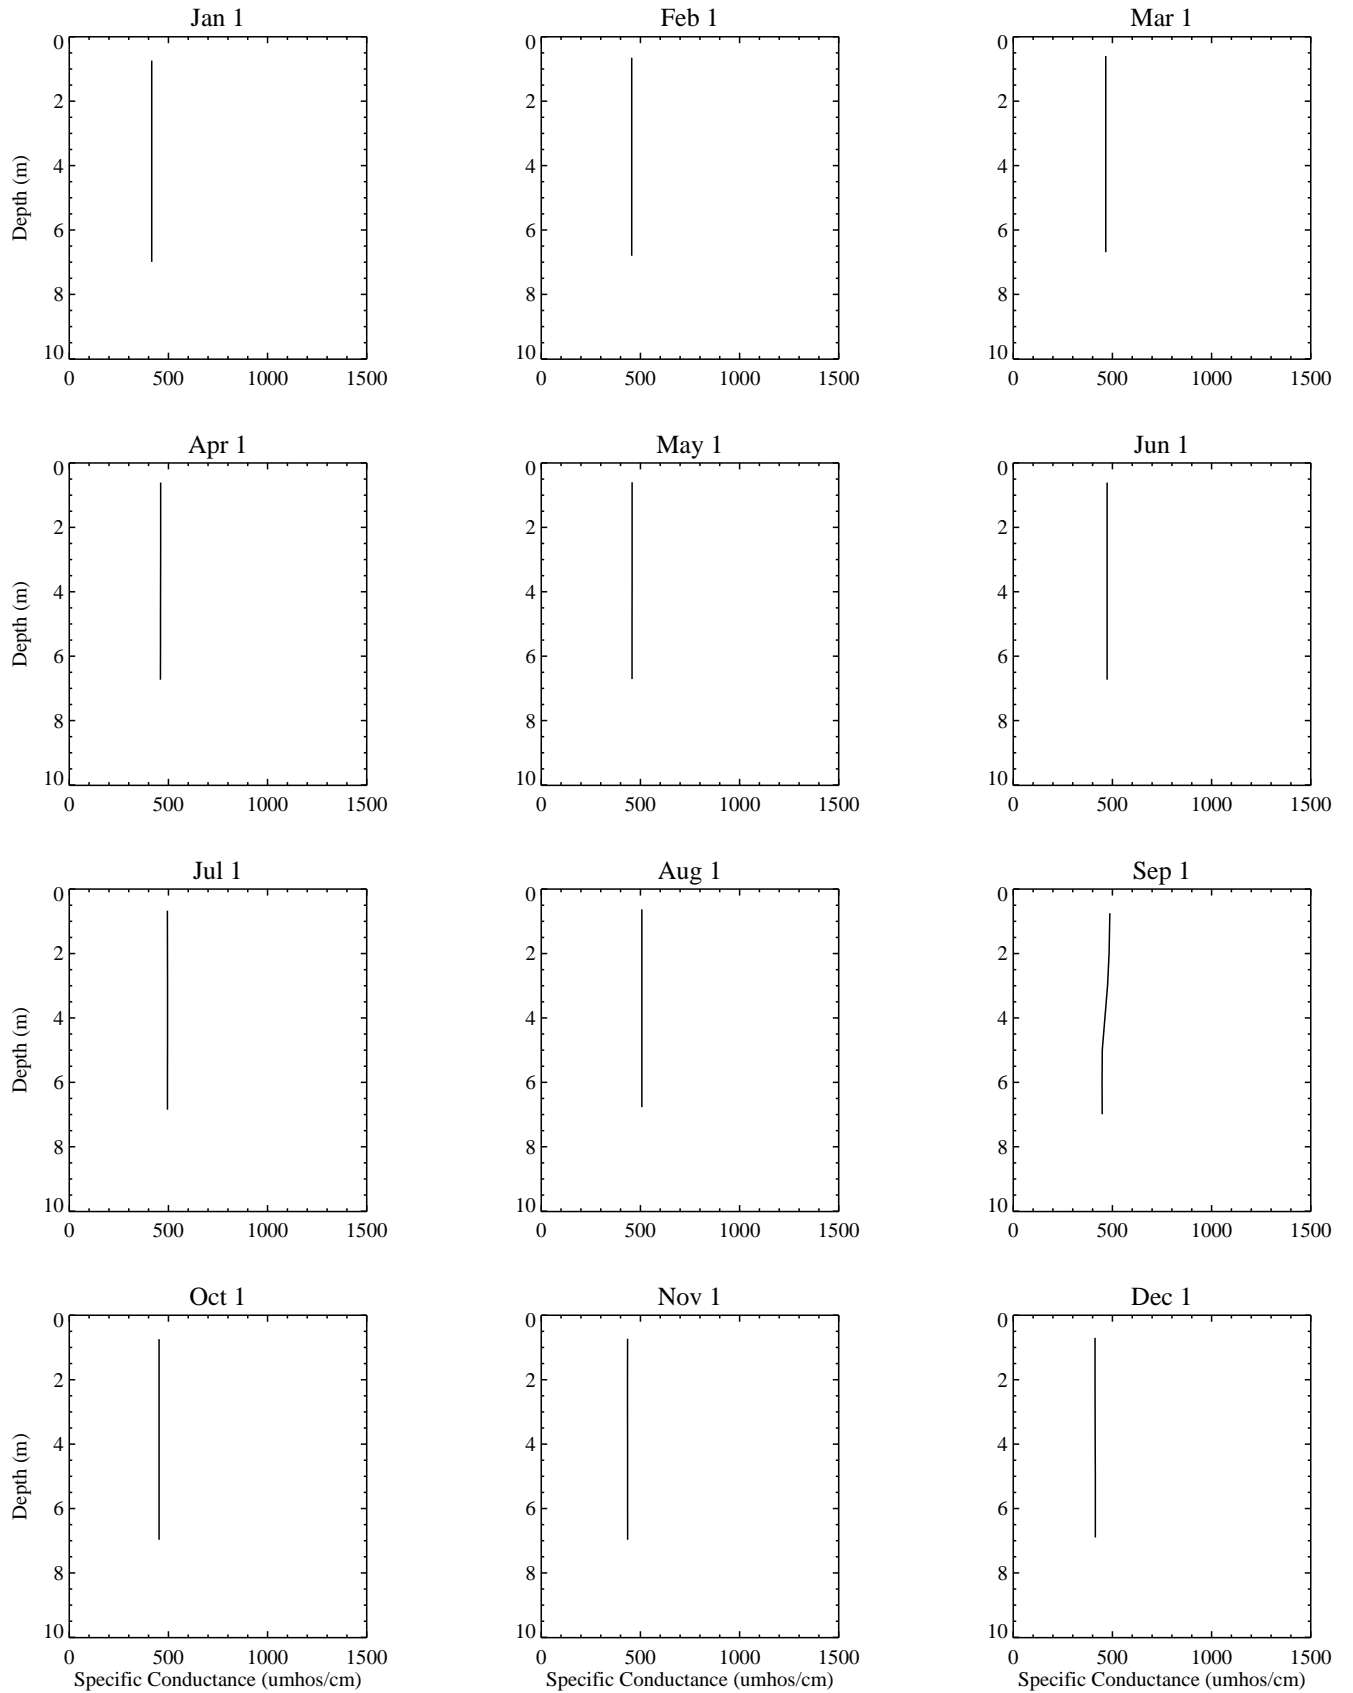 Jan 1 Feb 1 Mar 1
0 0 0
2 2 2
4 4 4
6 6 6
8 8 8
10 10 10
Depth (m)
0 500 1000 1500 0 500 1000 1500 0 500 1000 1500
Apr 1 May 1 Jun 1
0 0 0
2 2 2
4 4 4
6 6 6
8 8 8
10 10 10
Depth (m)
0 500 1000 1500 0 500 1000 1500 0 500 1000 1500
Jul 1 Aug 1 Sep 1
0 0 0
2 2 2
4 4 4
6 6 6
8 8 8
10 10 10
Depth (m)
0 500 1000 1500 0 500 1000 1500 0 500 1000 1500
Oct 1 Nov 1 Dec 1
0 0 0
2 2 2
4 4 4
6 6 6
8 8 8
10 10 10
Depth (m)
0 500 1000 1500 0 500 1000 1500 0 500 1000 1500
Specific Conductance (umhos/cm) Specific Conductance (umhos/cm) Specific Conductance (umhos/cm)